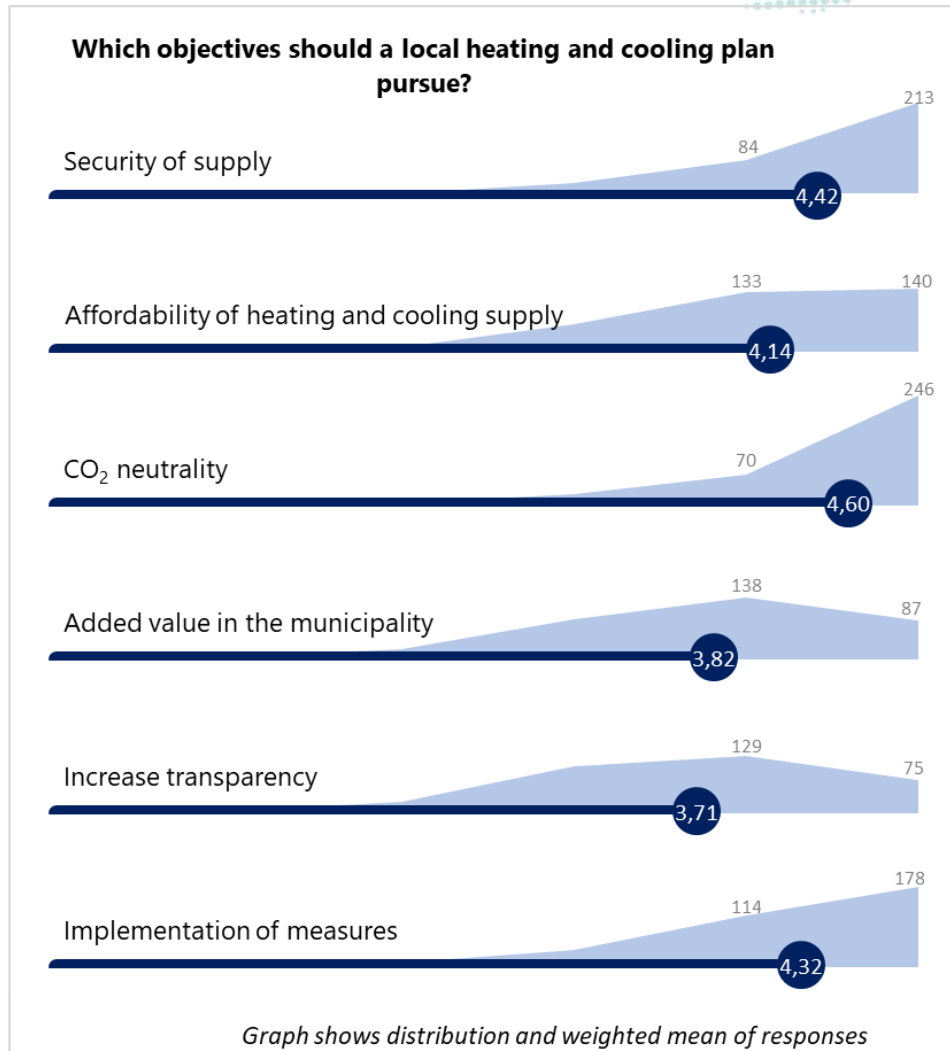 Which objectives should a local heating and cooling plan
pursue?
213
84
Security of supply
4,42
133
140
Affordability of heating and cooling supply
4,14
246
70
CO₂ neutrality
4,60
138
87
Added value in the municipality
3,82
129
75
Increase transparency
3,71
178
114
Implementation of measures
4,32
Graph shows distribution and weighted mean of responses